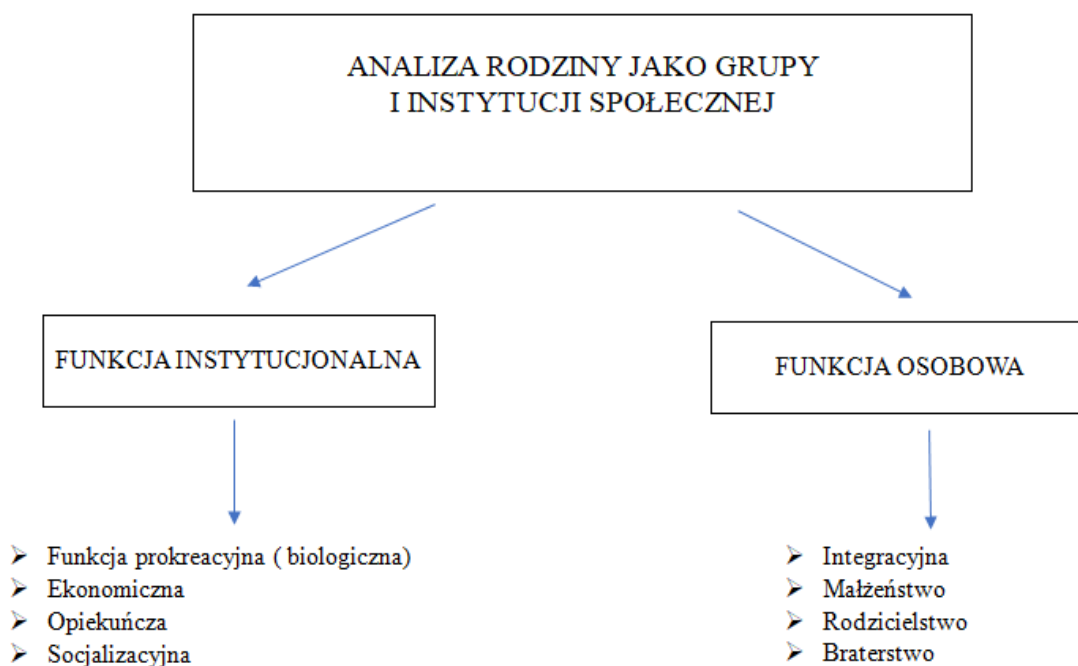 ANALIZA RODZINY JAKO GRUPY
I INSTYTUCJI SPOŁECZNEJ
FUNKCJA INSTYTUCJONALNA
FUNKCJA OSOBOWA
➢ Funkcja prokreacyjna ( biologiczna)
➢ Ekonomiczna
➢ Opiekuńcza
➢ Socjalizacyjna
➢ Integracyjna
➢ Małżeństwo
➢ Rodzicielstwo
➢ Braterstwo